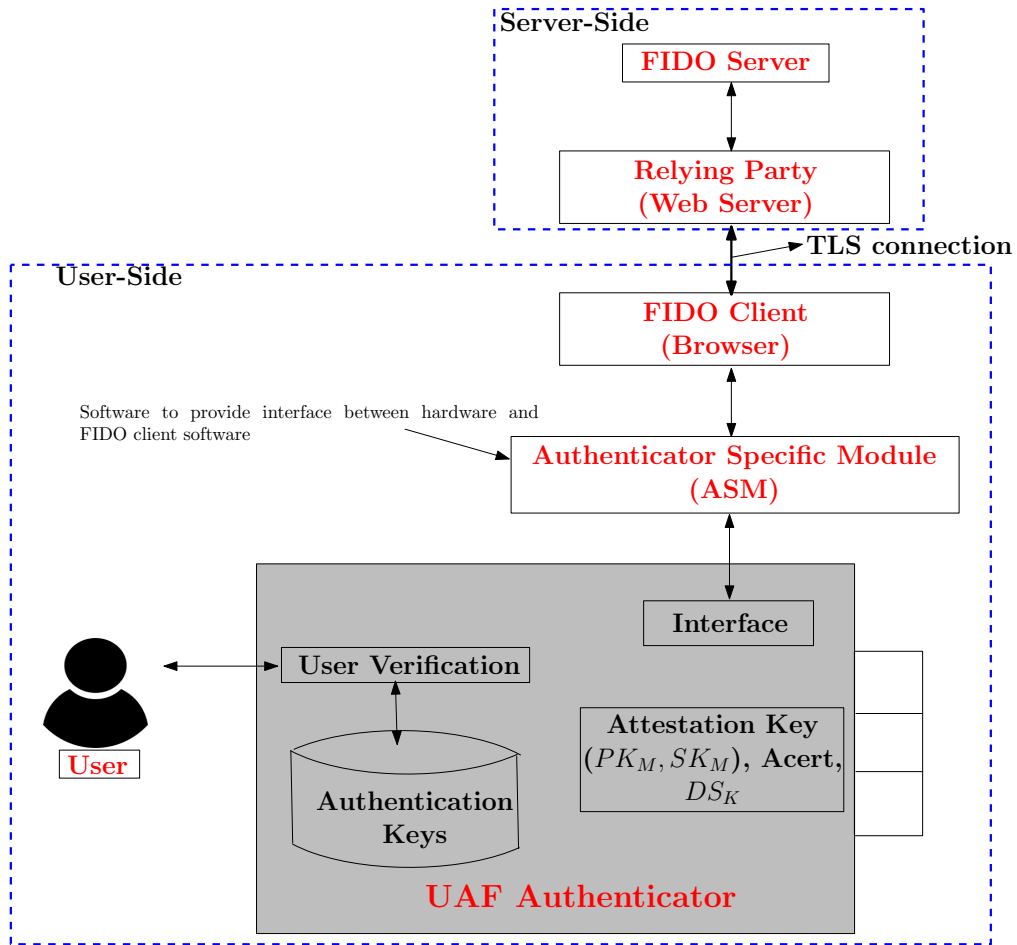 Server-Side
FIDO Server
Relying Party
(Web Server)
TLS connection
User-Side
FIDO Client
(Browser)
Software to provide interface between hardware and
FIDO client software
Authenticator Specific Module
(ASM)
Interface
User Verification
User
Attestation Key
(PK_M, SK_M), Acert,
DS_K
Authentication
Keys
UAF Authenticator